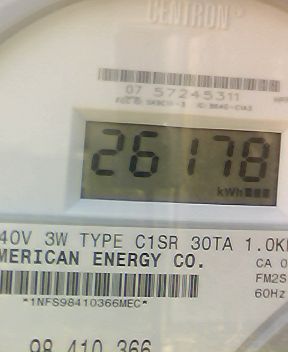 CENTRON
07 57245311
26178
kWh
40V 3W TYPE C1SR 30TA 1.0K
MERICAN ENERGY CO.
CA 0
FM2S
*1NFS98410366MEC*
60Hz
98 410 366